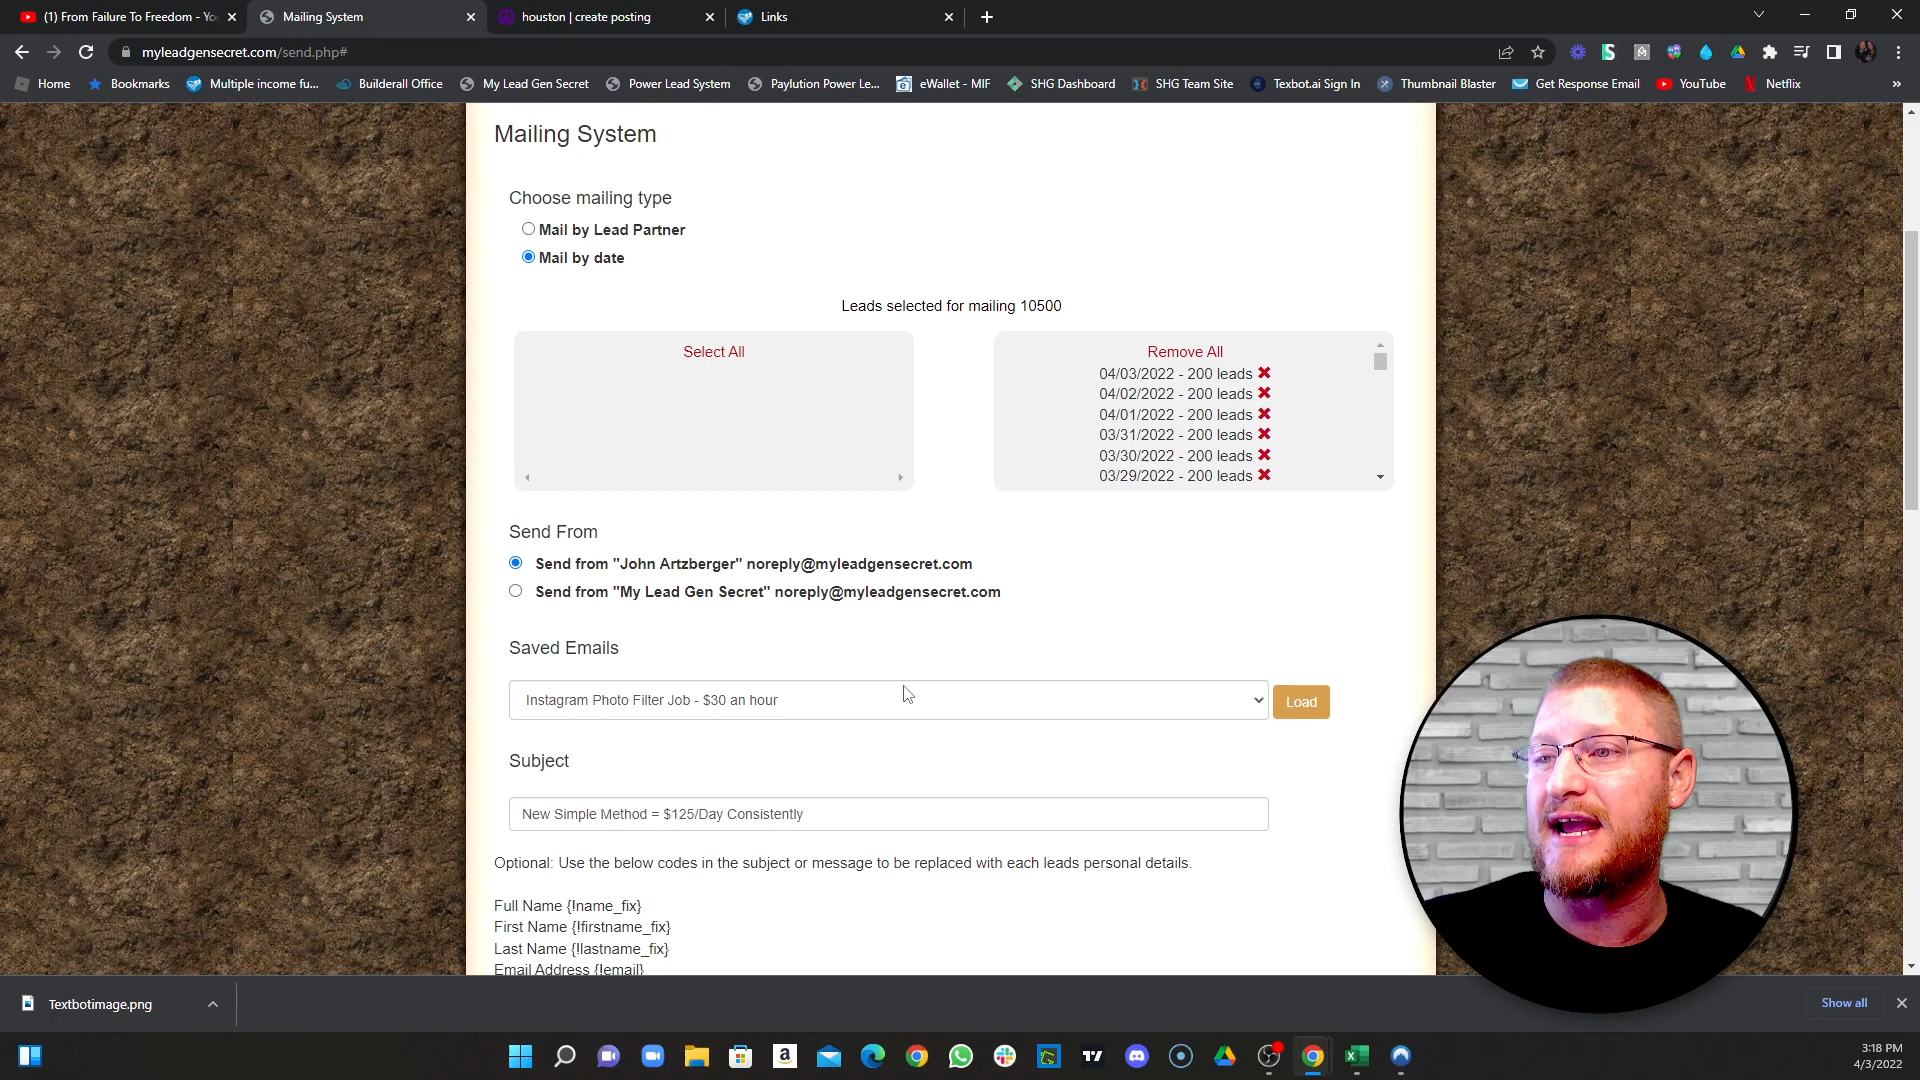 (1) From Failure To Freedom - Yo
Mailing System
houston | create posting
Links
myleadgensecret.com/send.php#
Home
Bookmarks
Multiple income fu...
Builderall Office
My Lead Gen Secret
Power Lead System
Paylution Power Le...
eWallet - MIF
SHG Dashboard
SHG Team Site
Texbot.ai Sign In
Thumbnail Blaster
Get Response Email
YouTube
Netflix
»
Mailing System
Choose mailing type
Mail by Lead Partner
Mail by date
Leads selected for mailing 10500
Select All
Remove All
04/03/2022 - 200 leads
04/02/2022 - 200 leads
04/01/2022 - 200 leads
03/31/2022 - 200 leads
03/30/2022 - 200 leads
03/29/2022 - 200 leads
Send From
Send from "John Artzberger" noreply@myleadgensecret.com
Send from "My Lead Gen Secret" noreply@myleadgensecret.com
Saved Emails
Instagram Photo Filter Job - $30 an hour
Load
Subject
New Simple Method = $125/Day Consistently
Optional: Use the below codes in the subject or message to be replaced with each leads personal details.
Full Name {!name_fix}
First Name {!firstname_fix}
Last Name {!lastname_fix}
Email Address {!email}
Textbotimage.png
Show all
3:18 PM
4/3/2022